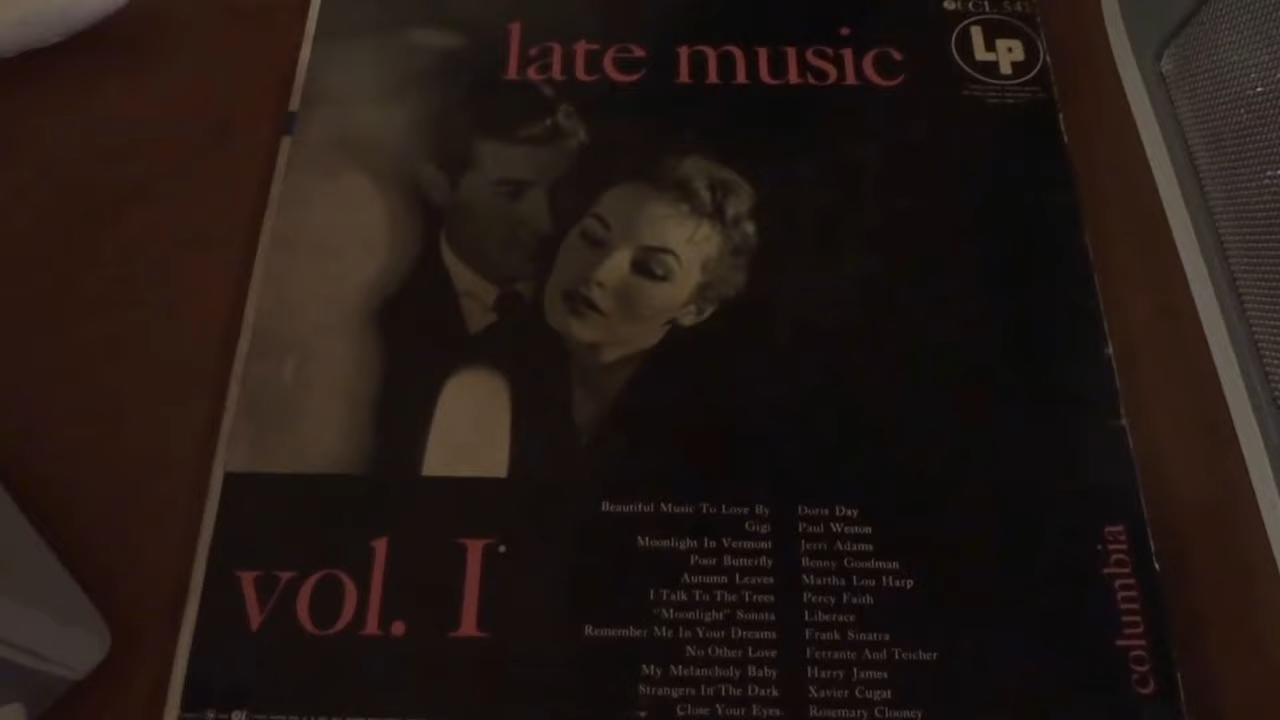 CL 541
late music
LP
Beautiful Music To Love By Doris Day
Gigi Paul Weston
Moonlight In Vermont Jerri Adams
Poor Butterfly Benny Goodman
Autumn Leaves Martha Lou Harp
I Talk To The Trees Percy Faith
"Moonlight" Sonata Liberace
Remember Me In Your Dreams Frank Sinatra
No Other Love Ferrante And Teicher
My Melancholy Baby Harry James
Strangers In The Dark Xavier Cugat
Close Your Eyes Rosemary Clooney
vol. I
columbia